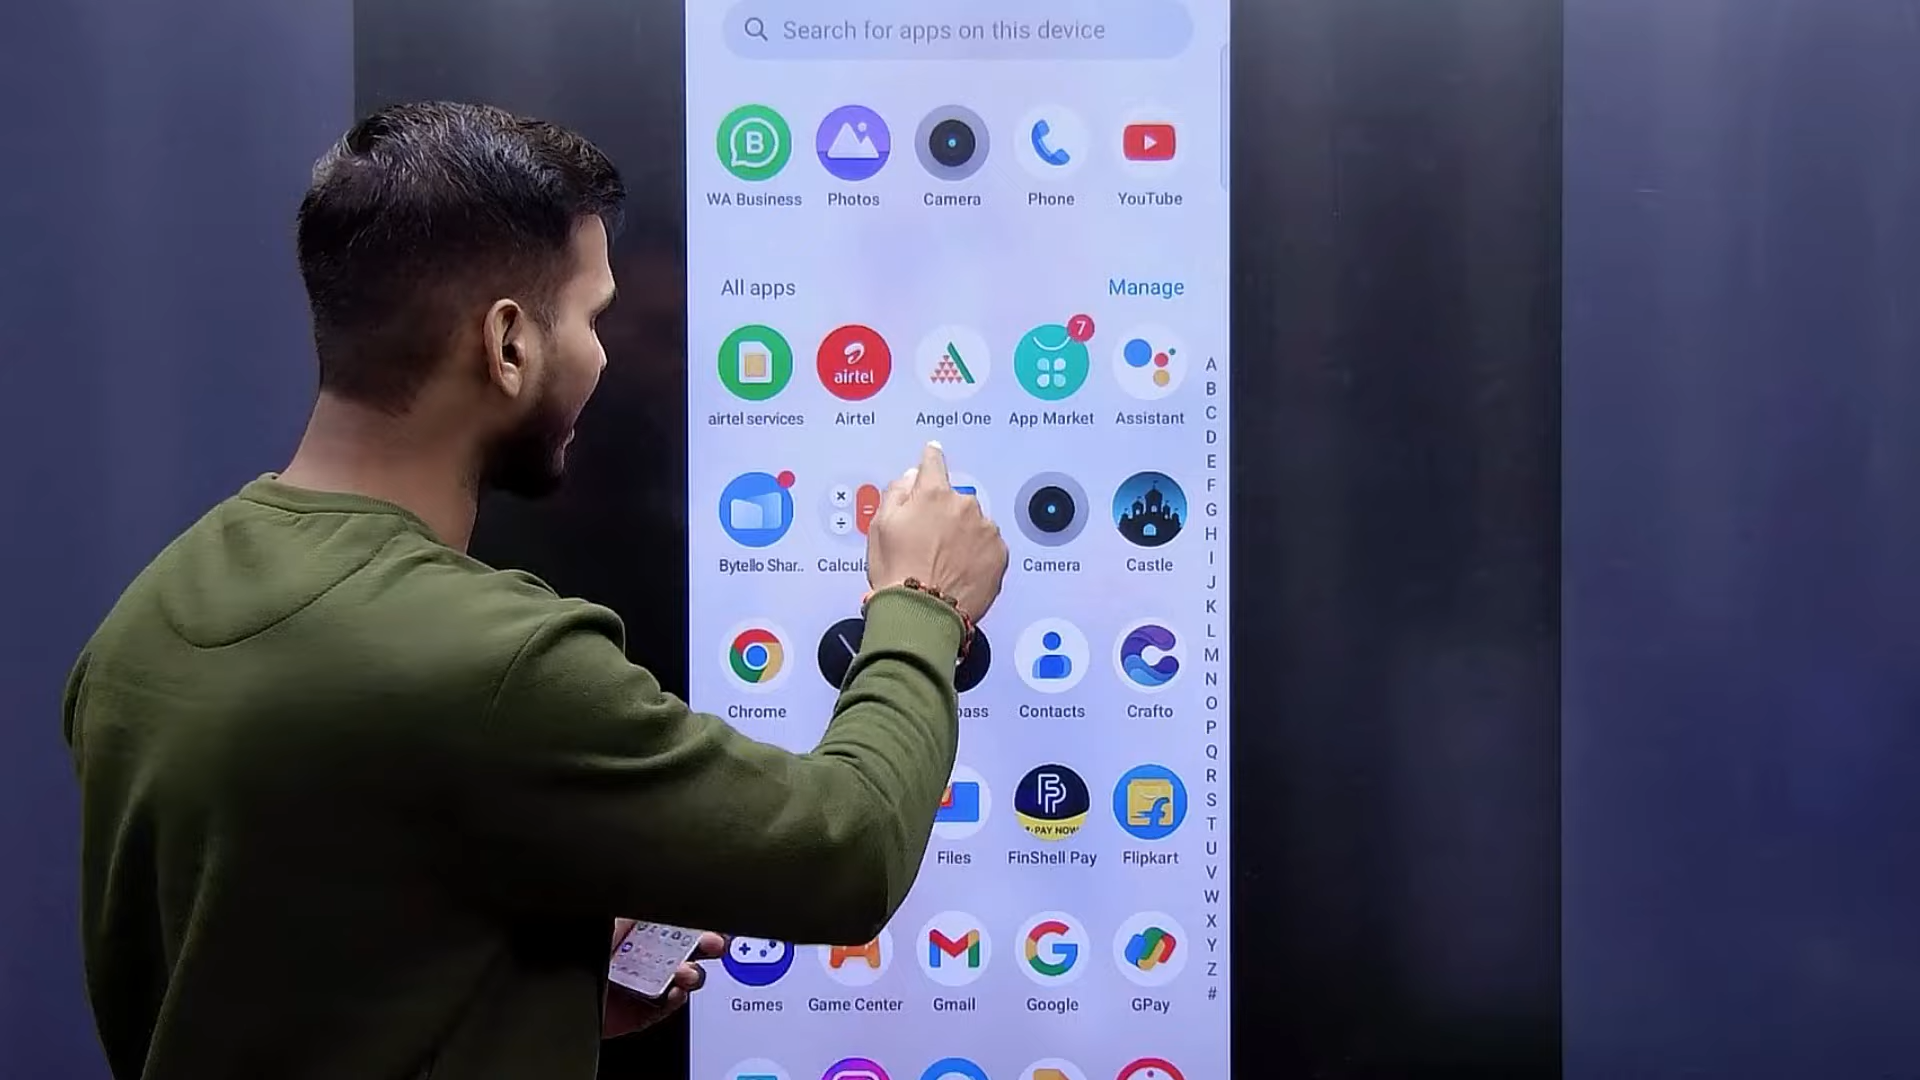 Search for apps on this device
B
WA Business Photos Camera Phone YouTube
All apps Manage
7
airtel
airtel services Airtel Angel One App Market Assistant
Bytello Shar.. Camera Castle
Chrome Contacts Crafto
PAY NOW
Files FinShell Pay Flipkart
Games Game Center Gmail Google GPay
A
B
C
D
E
F
G
H
I
J
K
L
M
N
O
P
Q
R
S
T
U
V
W
X
Y
Z
#